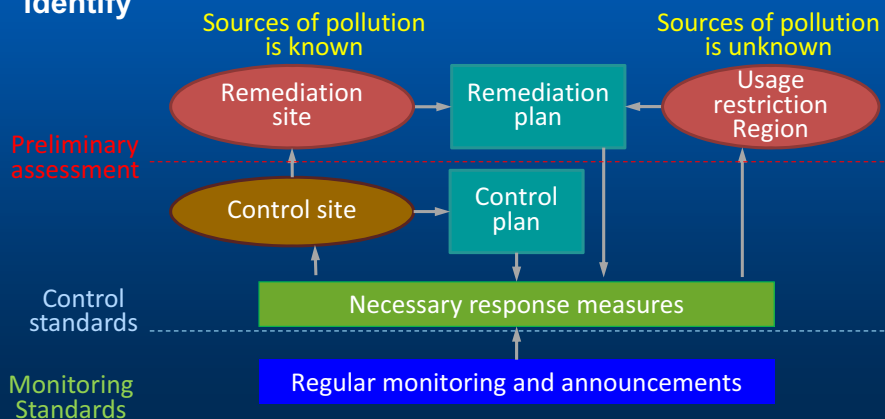 Identify
Sources of pollution
is known
Sources of pollution
is unknown
Remediation
site
Remediation
plan
Usage
restriction
Region
Preliminary
assessment
Control site
Control
plan
Control
standards
Necessary response measures
Monitoring
Standards
Regular monitoring and announcements